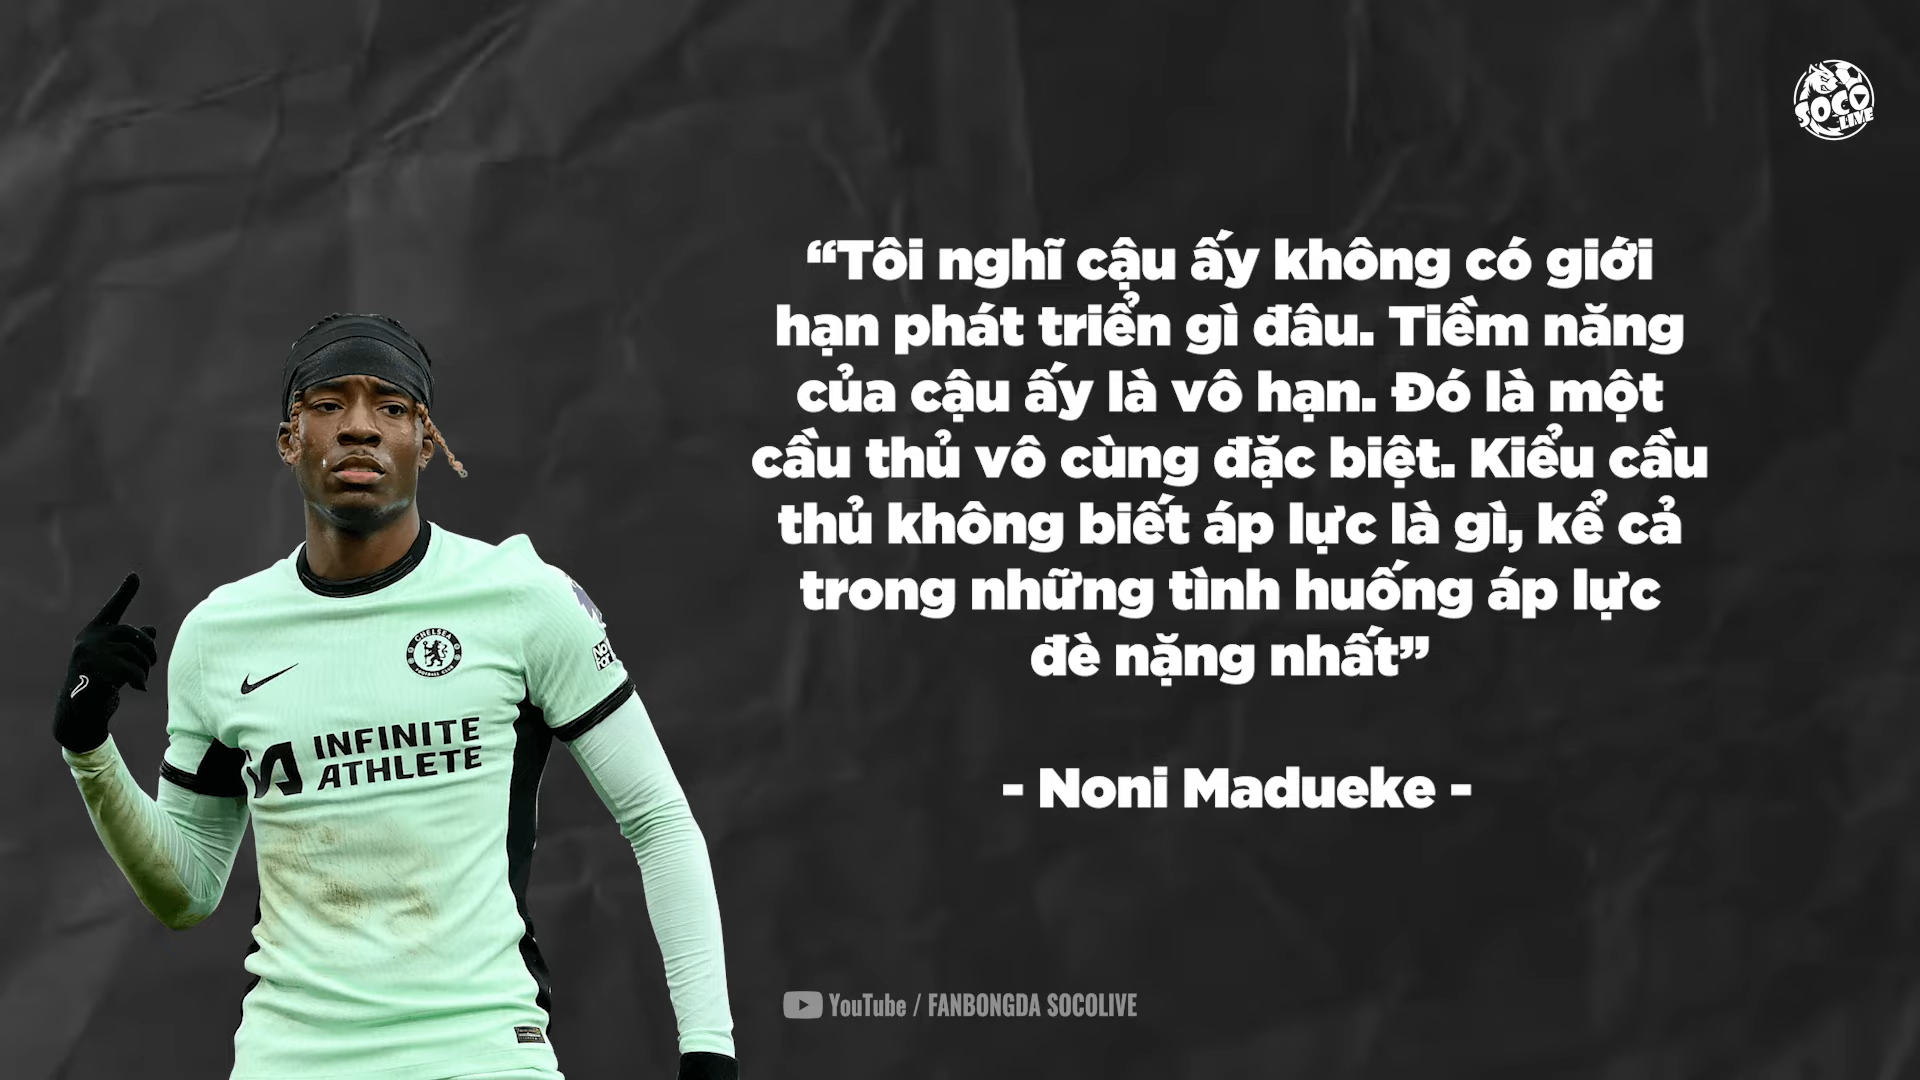 SOCO
LIVE
“Tôi nghĩ cậu ấy không có giới
hạn phát triển gì đâu. Tiềm năng
của cậu ấy là vô hạn. Đó là một
cầu thủ vô cùng đặc biệt. Kiểu cầu
thủ không biết áp lực là gì, kể cả
trong những tình huống áp lực
đè nặng nhất”
- Noni Madueke -
CHELSEA
FOOTBALL CLUB
INFINITE
ATHLETE
YouTube / FANBONGDA SOCOLIVE